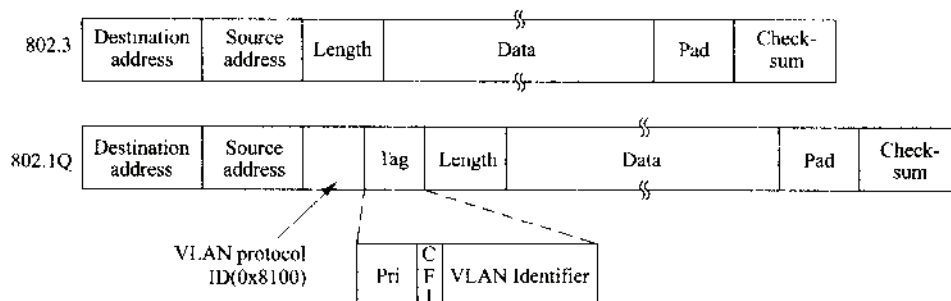 802.3
Destination
address
Source
address
Length
Data
Pad
Check-
sum
802.1Q
Destination
address
Source
address
Tag
Length
Data
Pad
Check-
sum
VLAN protocol
ID(0x8100)
Pri
C
F
I
VLAN Identifier